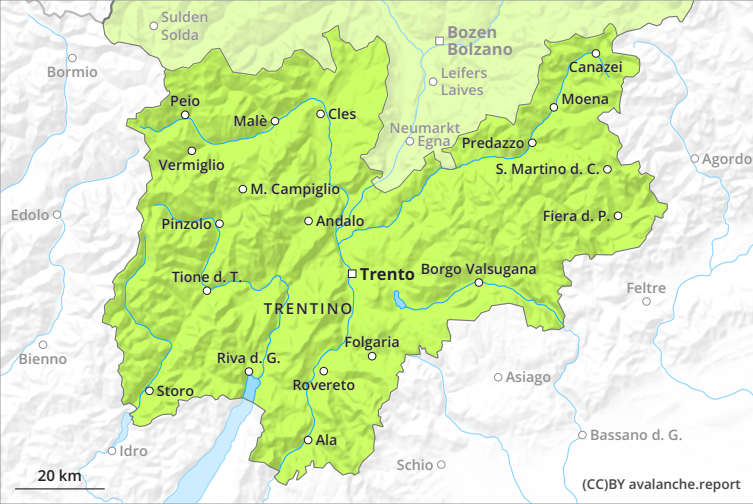 Sulden
Solda
Bozen
Bolzano
Canazei
Bormio
Leifers
Laives
Peio
Moena
Malè
Cles
Neumarkt
Egna
Predazzo
Vermiglio
Agordo
S. Martino d. C.
M. Campiglio
Edolo
Pinzolo
Andalo
Fiera d. P.
Trento
Borgo Valsugana
Tione d. T.
Feltre
TRENTINO
Folgaria
Bienno
Riva d. G.
Rovereto
Asiago
Storo
Ala
Bassano d. G.
Idro
Schio
20 km
(CC)BY avalanche.report